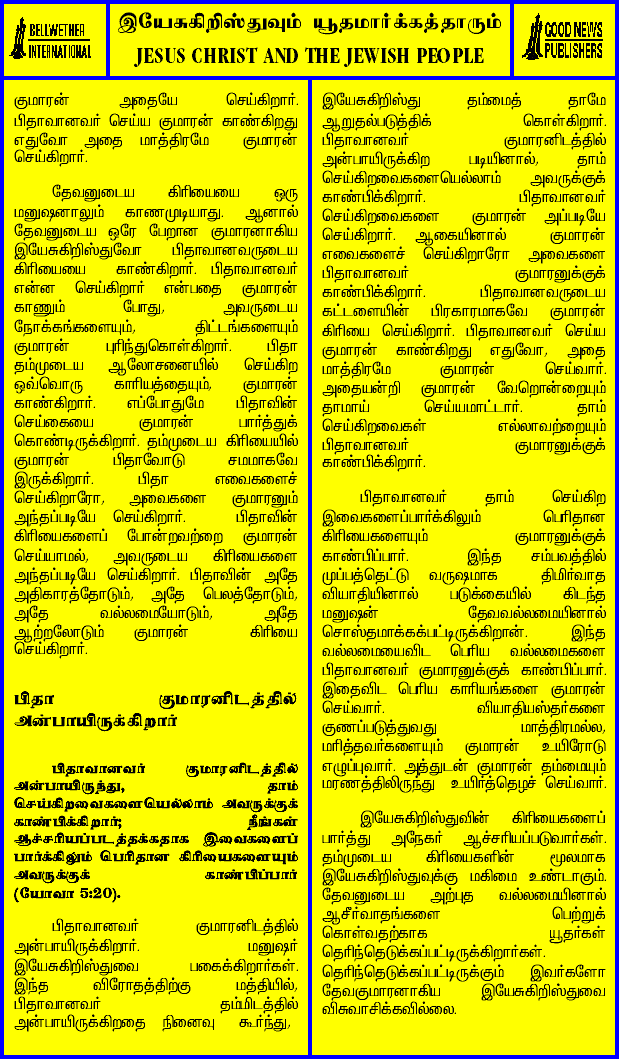 BELLWETHER
INTERNATIONAL
இயேசுகிறிஸ்துவும் யூதமார்க்கத்தாரும்
JESUS CHRIST AND THE JEWISH PEOPLE
GOOD NEWS
PUBLISHERS
குமாரன் அதையே செய்கிறார்.
பிதாவானவர் செய்ய குமாரன் காண்கிறது
எதுவோ அதை மாத்திரமே குமாரன்
செய்கிறார்.
தேவனுடைய கிரியையை ஒரு
மனுஷனாலும் காணமுடியாது. ஆனால்
தேவனுடைய ஒரே பேறான குமாரனாகிய
இயேசுகிறிஸ்துவோ பிதாவானவருடைய
கிரியையை காண்கிறார். பிதாவானவர்
என்ன செய்கிறார் என்பதை குமாரன்
காணும் போது, அவருடைய
நோக்கங்களையும், திட்டங்களையும்
குமாரன் புரிந்துகொள்கிறார். பிதா
தம்முடைய ஆலோசனையில் செய்கிற
ஒவ்வொரு காரியத்தையும், குமாரன்
காண்கிறார். எப்போதுமே பிதாவின்
செய்கையை குமாரன் பார்த்துக்
கொண்டிருக்கிறார். தம்முடைய கிரியையில்
குமாரன் பிதாவோடு சமமாகவே
இருக்கிறார். பிதா எவைகளைச்
செய்கிறாரோ, அவைகளை குமாரனும்
அந்தப்படியே செய்கிறார். பிதாவின்
கிரியைகளைப் போன்றவற்றை குமாரன்
செய்யாமல், அவருடைய கிரியைகளை
அந்தப்படியே செய்கிறார். பிதாவின் அதே
அதிகாரத்தோடும், அதே பெலத்தோடும்,
அதே வல்லமையோடும், அதே
ஆற்றலோடும் குமாரன் கிரியை
செய்கிறார்.
பிதா குமாரனிடத்தில்
அன்பாயிருக்கிறார்
பிதாவானவர் குமாரனிடத்தில்
அன்பாயிருந்து, தாம்
செய்கிறவைகளையெல்லாம் அவருக்குக்
காண்பிக்கிறார்; நீங்கள்
ஆச்சரியப்படத்தக்கதாக இவைகளைப்
பார்க்கிலும் பெரிதான கிரியைகளையும்
அவருக்குக் காண்பிப்பார்
(யோவா 5:20).
பிதாவானவர் குமாரனிடத்தில்
அன்பாயிருக்கிறார். மனுஷர்
இயேசுகிறிஸ்துவை பகைக்கிறார்கள்.
இந்த விரோதத்திற்கு மத்தியில்,
பிதாவானவர் தம்மிடத்தில்
அன்பாயிருக்கிறதை நினைவு கூர்ந்து,
இயேசுகிறிஸ்து தம்மைத் தாமே
ஆறுதல்படுத்திக் கொள்கிறார்.
பிதாவானவர் குமாரனிடத்தில்
அன்பாயிருக்கிற படியினால், தாம்
செய்கிறவைகளையெல்லாம் அவருக்குக்
காண்பிக்கிறார். பிதாவானவர்
செய்கிறவைகளை குமாரன் அப்படியே
செய்கிறார். ஆகையினால் குமாரன்
எவைகளைச் செய்கிறாரோ அவைகளை
பிதாவானவர் குமாரனுக்குக்
காண்பிக்கிறார். பிதாவானவருடைய
கட்டளையின் பிரகாரமாகவே குமாரன்
கிரியை செய்கிறார். பிதாவானவர் செய்ய
குமாரன் காண்கிறது எதுவோ, அதை
மாத்திரமே குமாரன் செய்வார்.
அதையன்றி குமாரன் வேறொன்றையும்
தாமாய் செய்யமாட்டார். தாம்
செய்கிறவைகள் எல்லாவற்றையும்
பிதாவானவர் குமாரனுக்குக்
காண்பிக்கிறார்.
பிதாவானவர் தாம் செய்கிற
இவைகளைப்பார்க்கிலும் பெரிதான
கிரியைகளையும் குமாரனுக்குக்
காண்பிப்பார். இந்த சம்பவத்தில்
முப்பத்தெட்டு வருஷமாக திமிர்வாத
வியாதியினால் படுக்கையில் கிடந்த
மனுஷன் தேவவல்லமையினால்
சொஸ்தமாக்கப்பட்டிருக்கிறான். இந்த
வல்லமையைவிட பெரிய வல்லமைகளை
பிதாவானவர் குமாரனுக்குக் காண்பிப்பார்.
இதைவிட பெரிய காரியங்களை குமாரன்
செய்வார். வியாதியஸ்தர்களை
குணப்படுத்துவது மாத்திரமல்ல,
மரித்தவர்களையும் குமாரன் உயிரோடு
எழுப்புவார். அத்துடன் குமாரன் தம்மையும்
மரணத்திலிருந்து உயிர்த்தெழச் செய்வார்.
இயேசுகிறிஸ்துவின் கிரியைகளைப்
பார்த்து அநேகர் ஆச்சரியப்படுவார்கள்.
தம்முடைய கிரியைகளின் மூலமாக
இயேசுகிறிஸ்துவுக்கு மகிமை உண்டாகும்.
தேவனுடைய அற்புத வல்லமையினால்
ஆசீர்வாதங்களை பெற்றுக்
கொள்வதற்காக யூதர்கள்
தெரிந்தெடுக்கப்பட்டிருக்கிறார்கள்.
தெரிந்தெடுக்கப்பட்டிருக்கும் இவர்களோ
தேவகுமாரனாகிய இயேசுகிறிஸ்துவை
விசுவாசிக்கவில்லை.